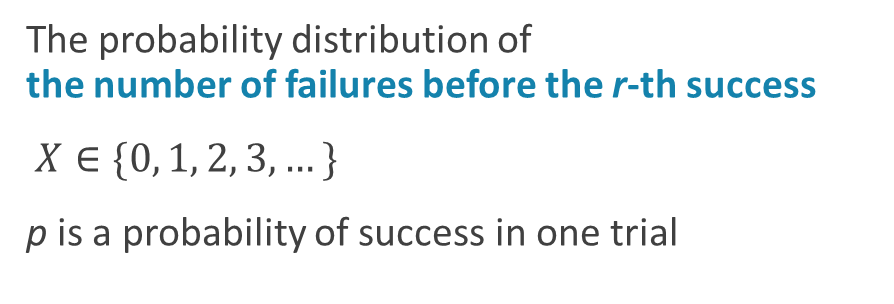 The probability distribution of
the number of failures before the r-th success
X ∈ {0, 1, 2, 3, … }
p is a probability of success in one trial